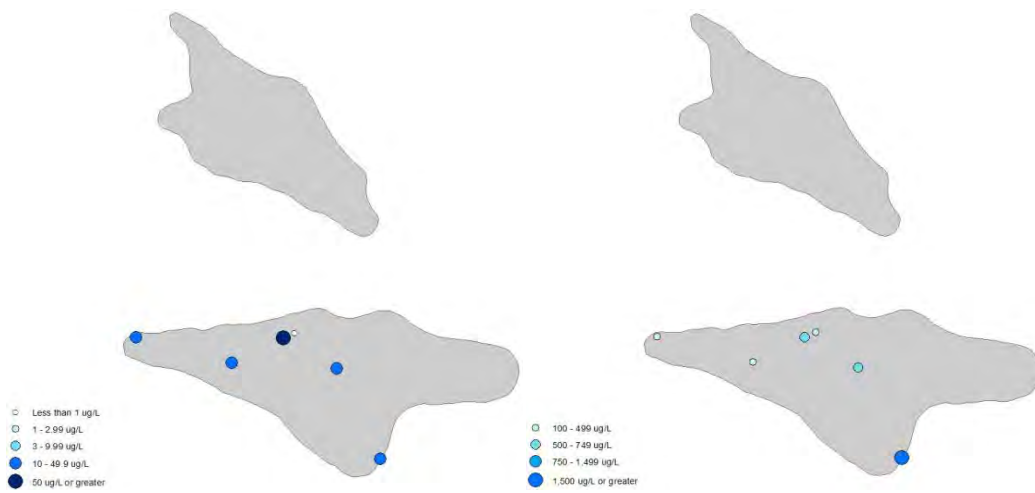 Less than 1 ug/L
1 - 2.99 ug/L
3 - 9.99 ug/L
10 - 49.9 ug/L
50 ug/L or greater
100 - 499 ug/L
500 - 749 ug/L
750 - 1,499 ug/L
1,500 ug/L or greater